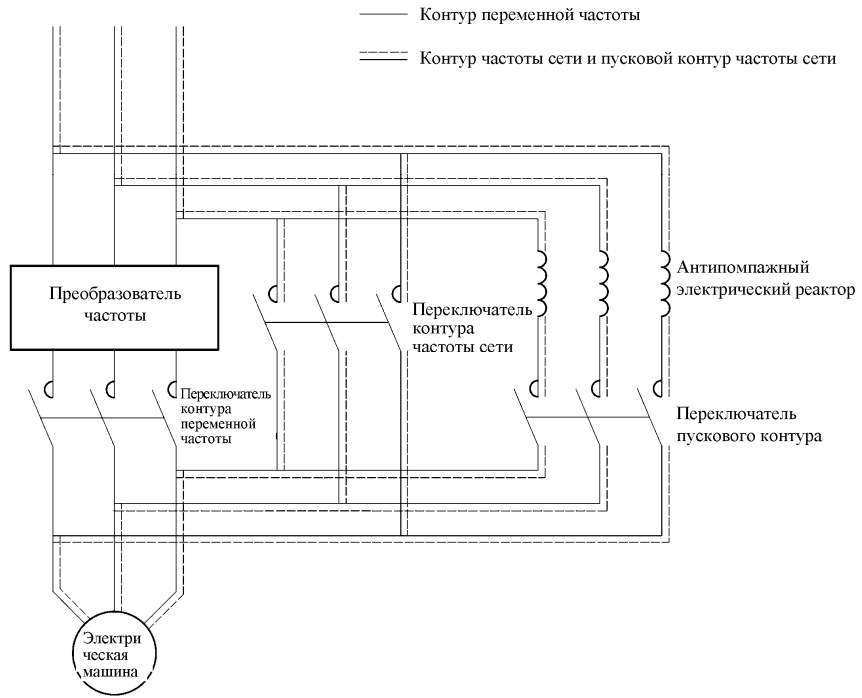 Контур переменной частоты
Контур частоты сети и пусковой контур частоты сети
Преобразователь
частоты
Переключатель
контура
частоты сети
Антипомпажный
электрический реактор
Переключатель
контура
переменной
частоты
Переключатель
пускового контура
Электри
ческая
машина